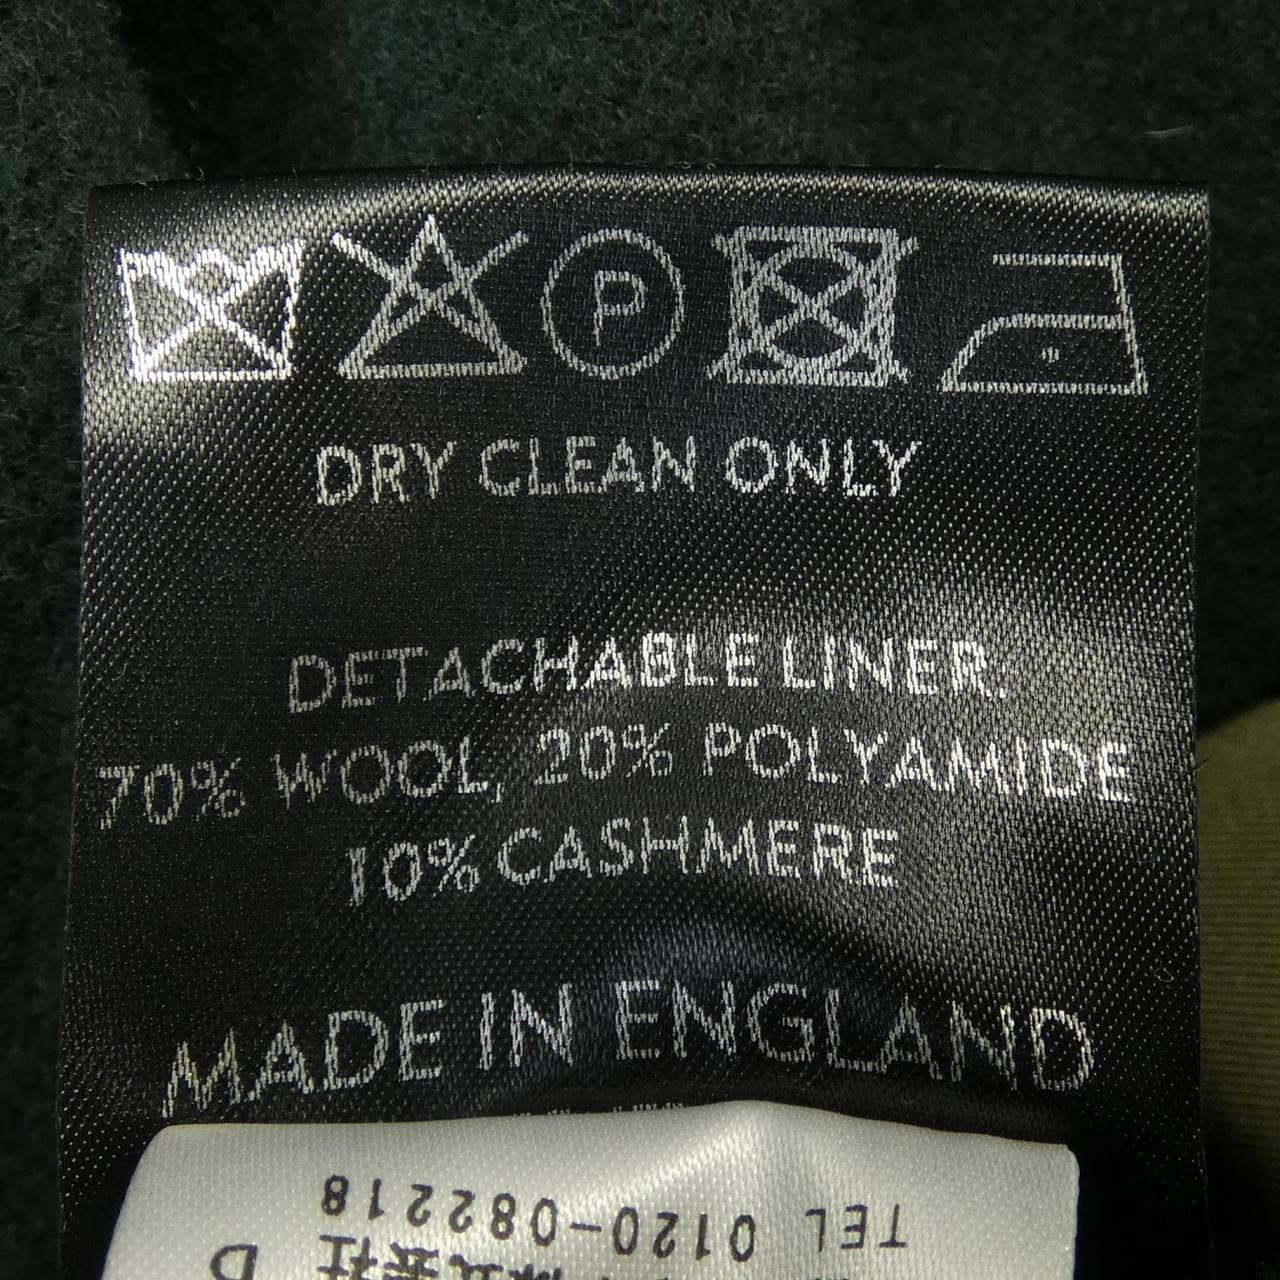 P
DRY CLEAN ONLY
DETACHABLE LINER.
70% WOOL, 20% POLYAMIDE
10% CASHMERE
MADE IN ENGLAND
TEL 0120-082218